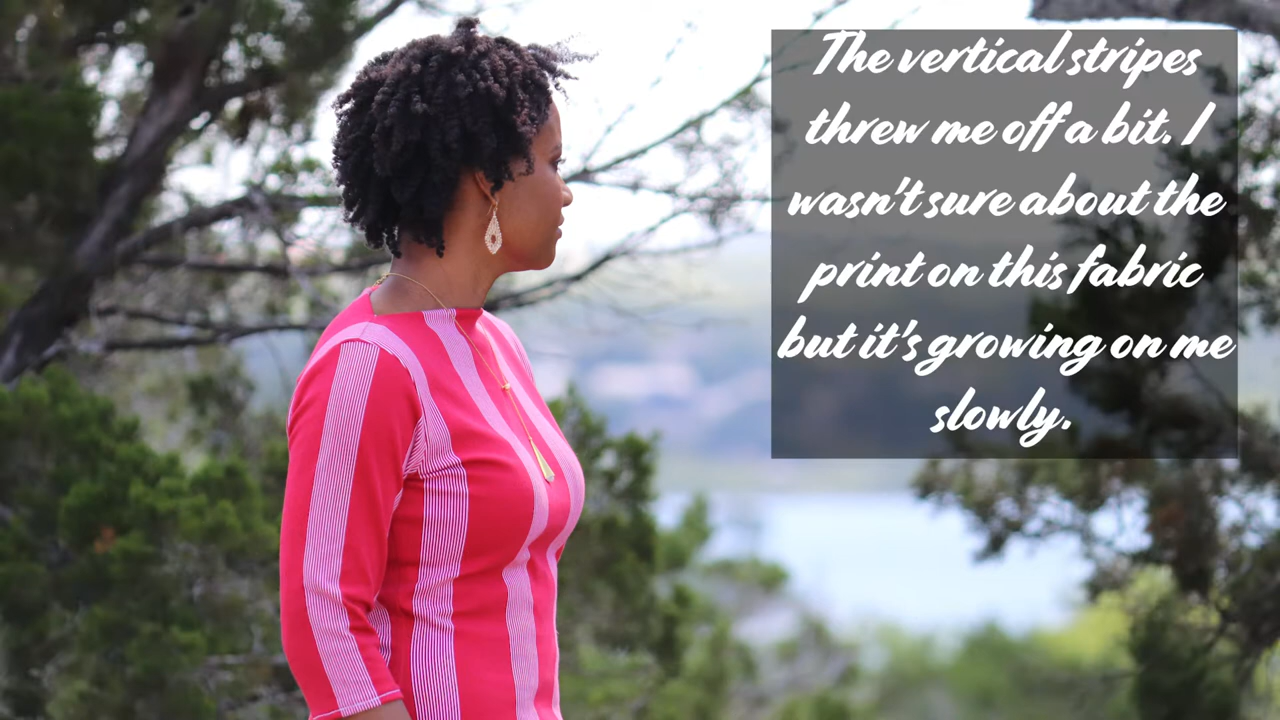 The vertical stripes
threw me off a bit. I
wasn't sure about the
print on this fabric
but it's growing on me
slowly.